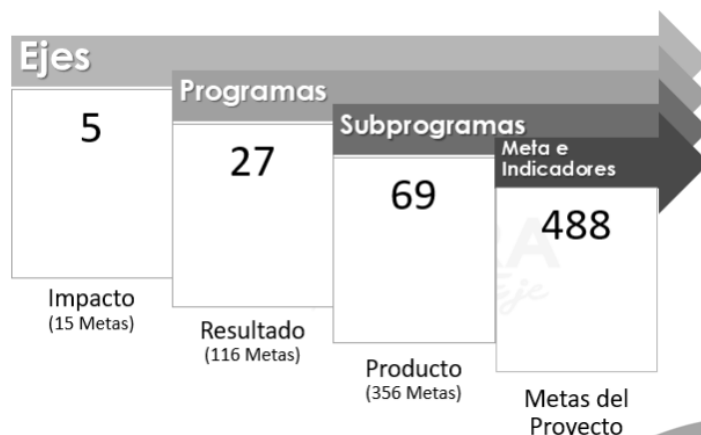 Ejes
5
Impacto
(15 Metas)
Programas
27
Resultado
(116 Metas)
Subprogramas
69
Producto
(356 Metas)
Meta e
Indicadores
488
Metas del
Proyecto